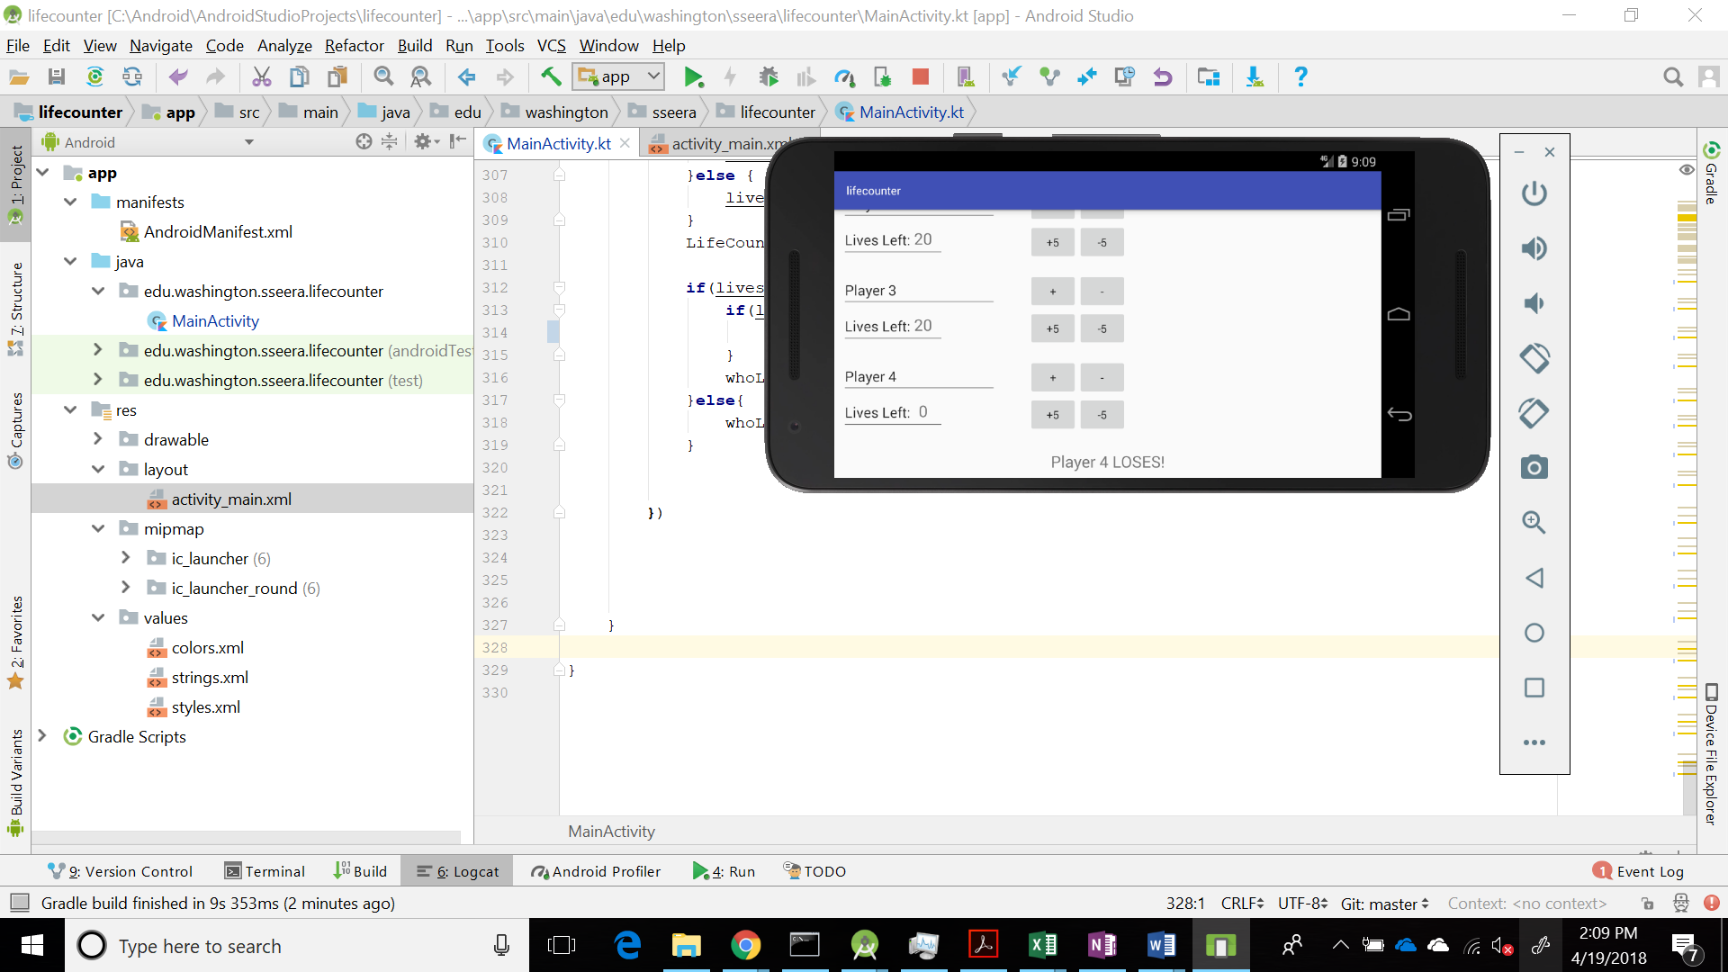 lifecounter [C:\Android\AndroidStudioProjects\lifecounter] - ...\app\src\main\java\edu\washington\sseera\lifecounter\MainActivity.kt [app] - Android Studio
File Edit View Navigate Code Analyze Refactor Build Run Tools VCS Window Help
app
lifecounter app src main java edu washington sseera lifecounter MainActivity.kt
Android
MainActivity.kt activity_main.xml
1: Project
7: Structure
Captures
2: Favorites
Build Variants
app
manifests
AndroidManifest.xml
java
edu.washington.sseera.lifecounter
MainActivity
edu.washington.sseera.lifecounter (androidTes
edu.washington.sseera.lifecounter (test)
res
drawable
layout
activity_main.xml
mipmap
ic_launcher (6)
ic_launcher_round (6)
values
colors.xml
strings.xml
styles.xml
Gradle Scripts
307 }else {
308 live
309 }
310 LifeCoun
311
312 if(lives
313 if(l
314
315 }
316 whoL
317 }else{
318 whoL
319 }
320
321
322 })
323
324
325
326
327 }
328
329 }
330
MainActivity
9:09
lifecounter
Lives Left: 20 +5 -5
Player 3 + -
Lives Left: 20 +5 -5
Player 4 + -
Lives Left: 0 +5 -5
Player 4 LOSES!
Gradle
Device File Explorer
9: Version Control Terminal Build 6: Logcat Android Profiler 4: Run TODO 1 Event Log
Gradle build finished in 9s 353ms (2 minutes ago) 328:1 CRLF UTF-8 Git: master Context: <no context>
Type here to search
2:09 PM
4/19/2018
7